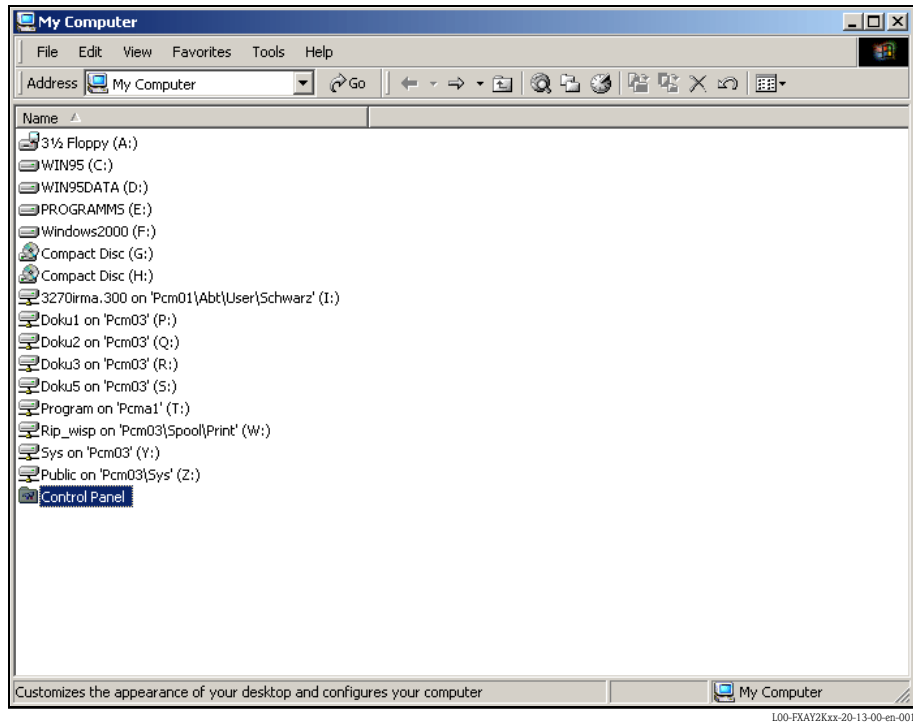 My Computer
File Edit View Favorites Tools Help
Address My Computer Go
Name
3½ Floppy (A:)
WIN95 (C:)
WIN95DATA (D:)
PROGRAMMS (E:)
Windows2000 (F:)
Compact Disc (G:)
Compact Disc (H:)
3270irma.300 on 'Pcm01\Abt\User\Schwarz' (I:)
Doku1 on 'Pcm03' (P:)
Doku2 on 'Pcm03' (Q:)
Doku3 on 'Pcm03' (R:)
Doku5 on 'Pcm03' (S:)
Program on 'Pcma1' (T:)
Rip_wisp on 'Pcm03\Spool\Print' (W:)
Sys on 'Pcm03' (Y:)
Public on 'Pcm03\Sys' (Z:)
Control Panel
Customizes the appearance of your desktop and configures your computer My Computer
L00-FXAY2Kxx-20-13-00-en-001